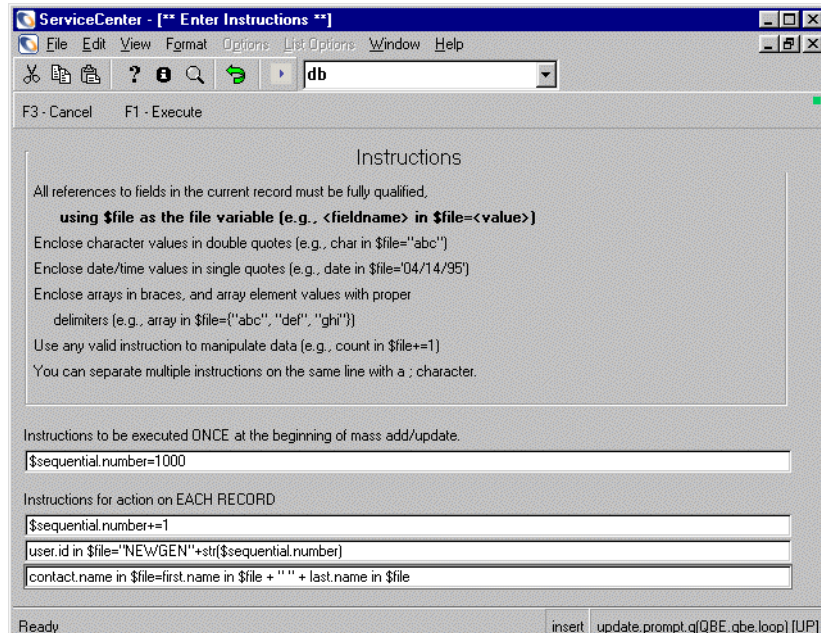 ServiceCenter - [** Enter Instructions **]
File Edit View Format Options List Options Window Help
db
F3 - Cancel F1 - Execute
Instructions
All references to fields in the current record must be fully qualified,
using $file as the file variable (e.g., <fieldname> in $file=<value>)
Enclose character values in double quotes (e.g., char in $file="abc")
Enclose date/time values in single quotes (e.g., date in $file='04/14/95')
Enclose arrays in braces, and array element values with proper
delimiters (e.g., array in $file={"abc", "def", "ghi"})
Use any valid instruction to manipulate data (e.g., count in $file+=1)
You can separate multiple instructions on the same line with a ; character.
Instructions to be executed ONCE at the beginning of mass add/update.
$sequential.number=1000
Instructions for action on EACH RECORD
$sequential.number+=1
user.id in $file="NEWGEN"+str($sequential.number)
contact.name in $file=first.name in $file + " " + last.name in $file
Ready insert update.prompt.g(QBE.qbe.loop) [UP]